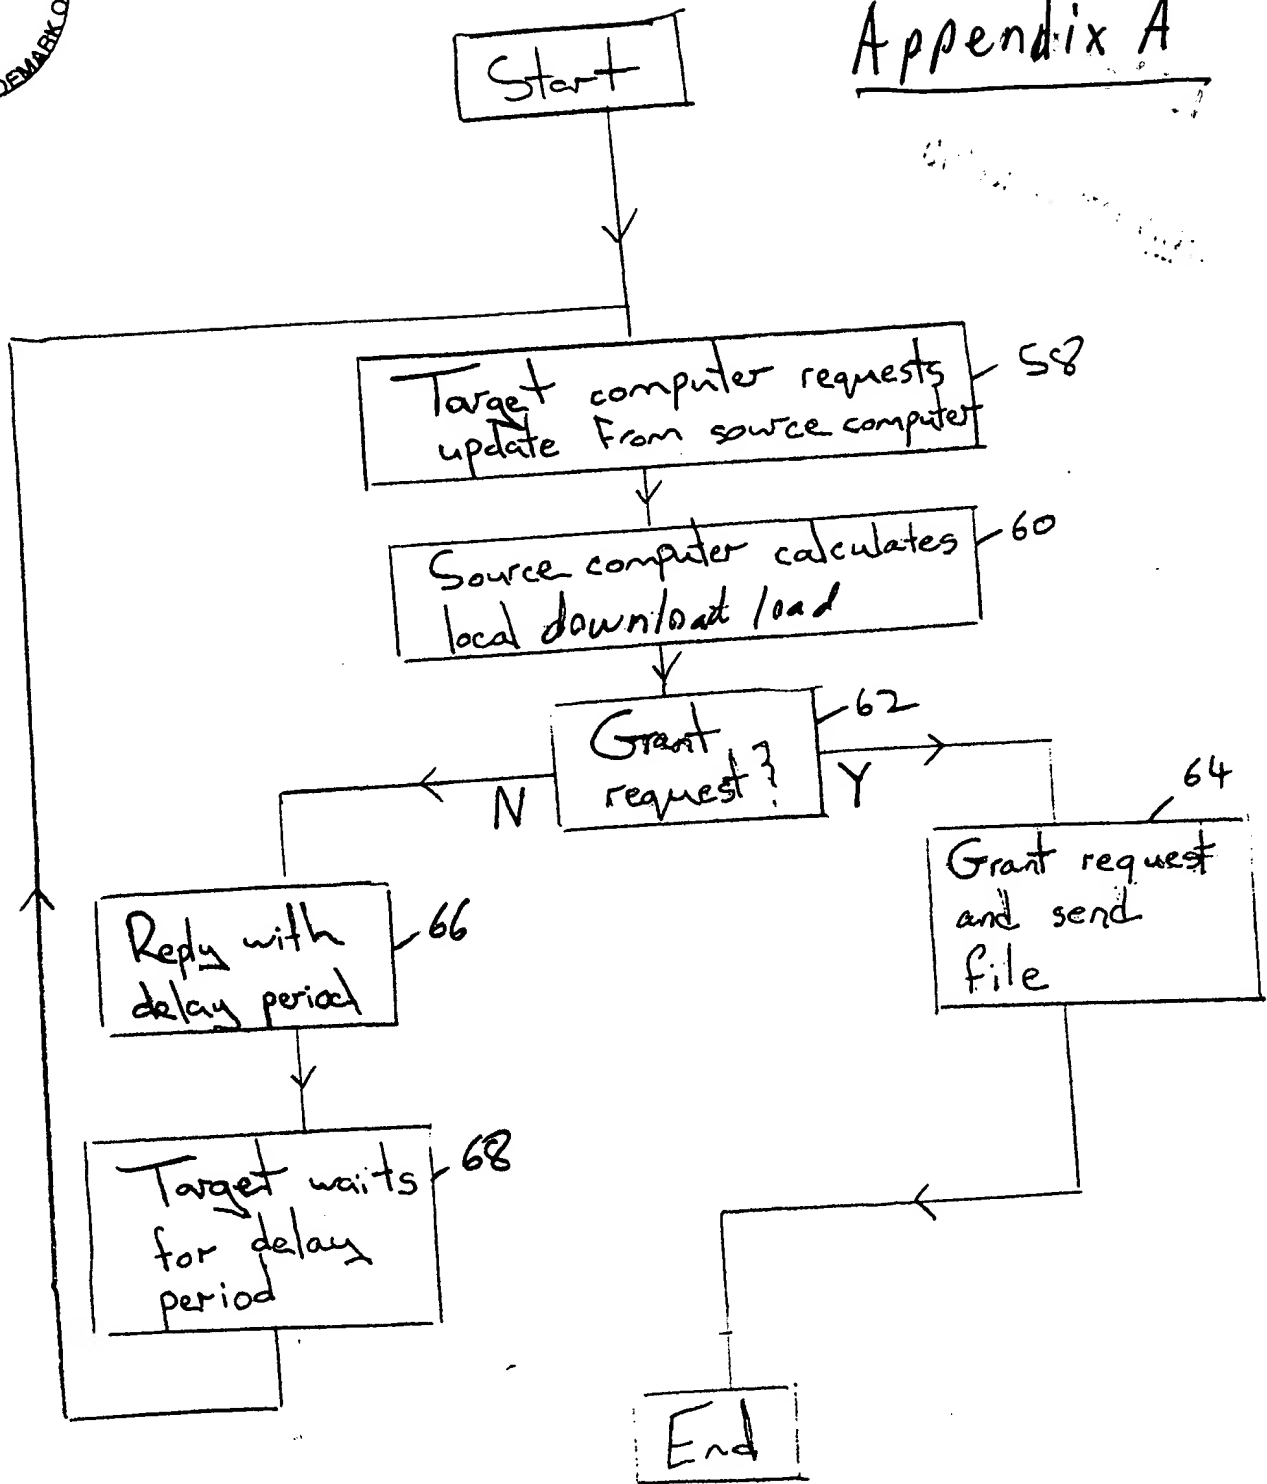 DEMARK O
Appendix A
Start
Target computer requests
update from source computer
58
Source computer calculates
local download load
60
Grant
request?
62
N
Y
64
Grant request
and send
file
Reply with
delay period
66
Target waits
for delay
period
68
End